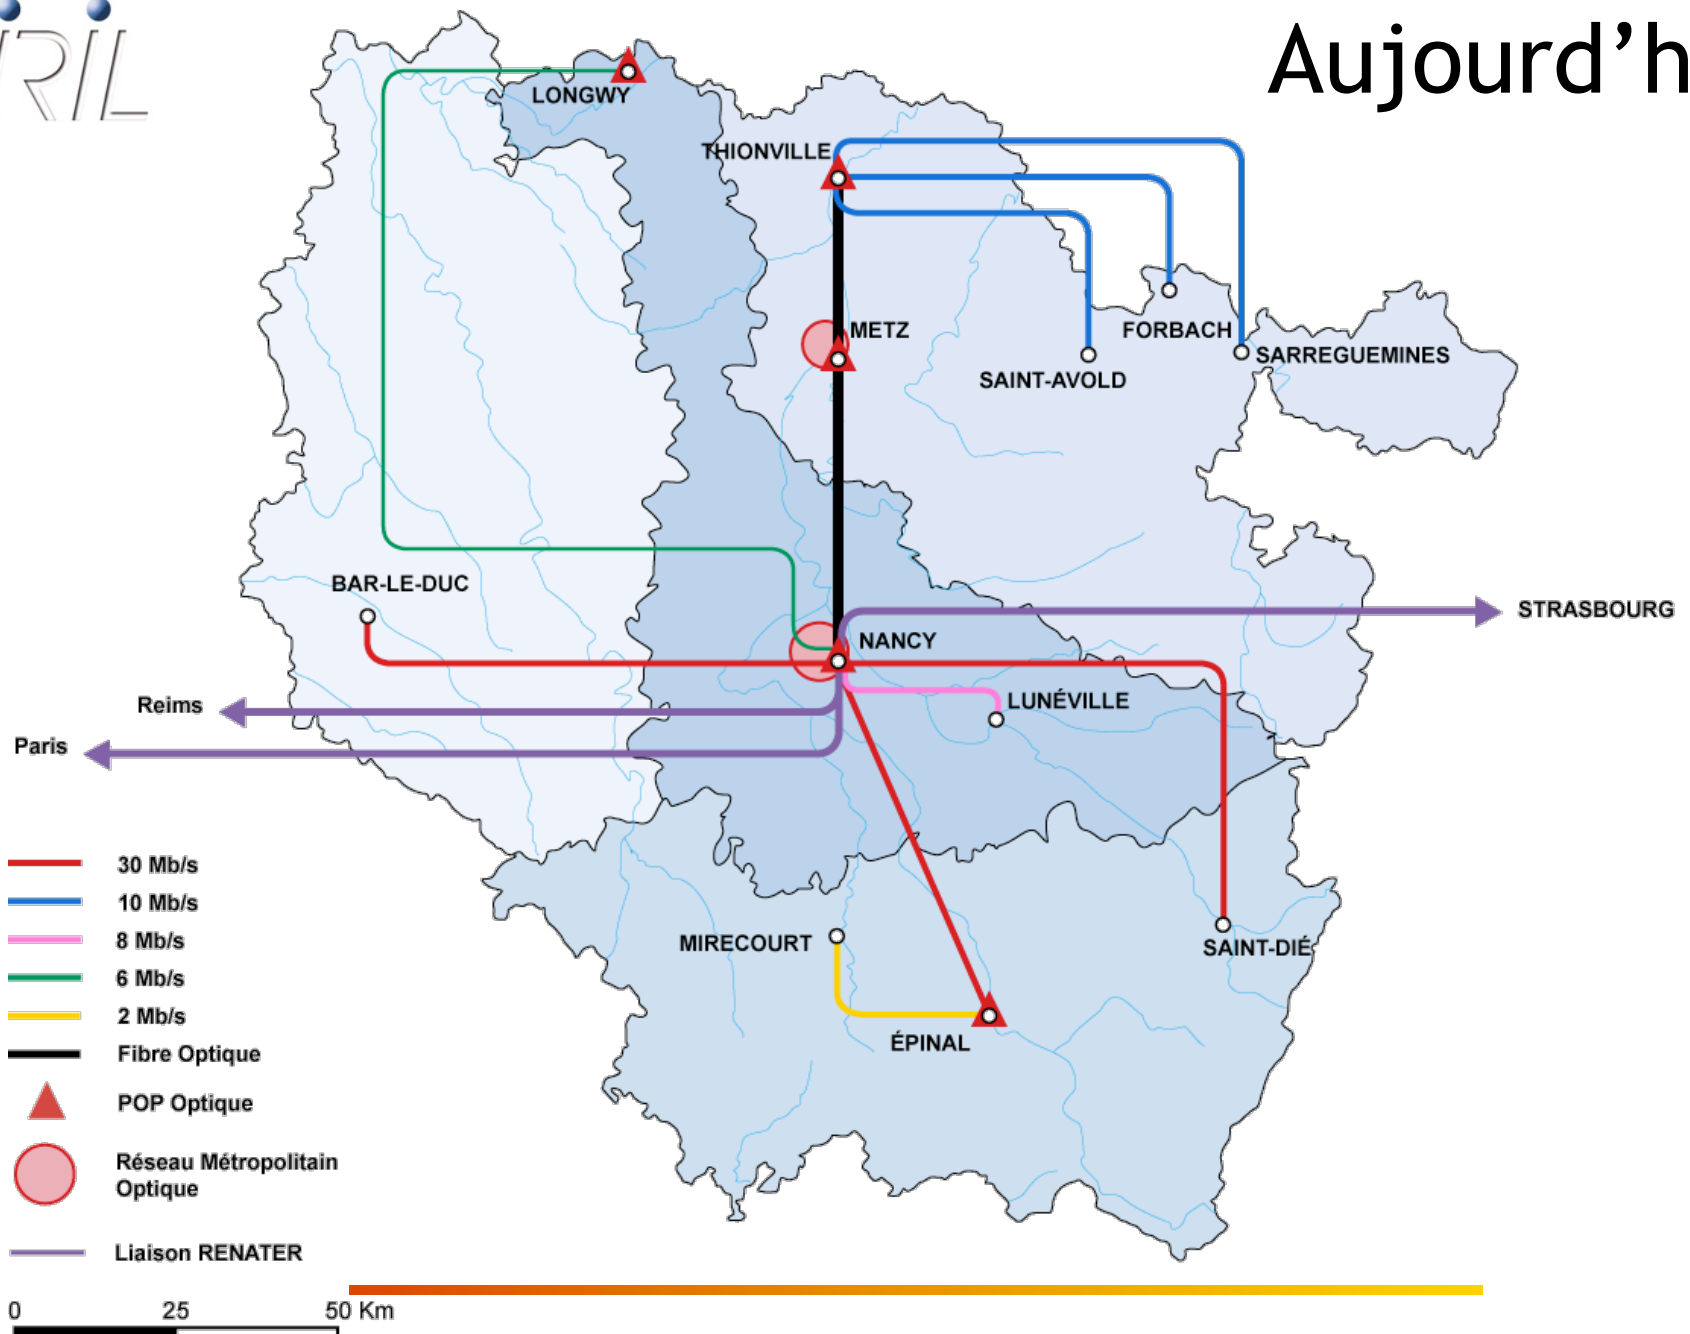 Aujourd’h
LONGWY
THIONVILLE
METZ
FORBACH
SARREGUEMINES
SAINT-AVOLD
BAR-LE-DUC
STRASBOURG
NANCY
LUNÉVILLE
Reims
Paris
MIRECOURT
SAINT-DIÉ
ÉPINAL
30 Mb/s
10 Mb/s
8 Mb/s
6 Mb/s
2 Mb/s
Fibre Optique
POP Optique
Réseau Métropolitain
Optique
Liaison RENATER
0 25 50 Km